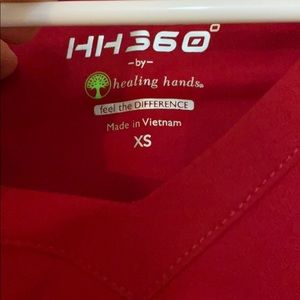 HH360°
-by-
healing hands®
feel the DIFFERENCE
Made in Vietnam
XS